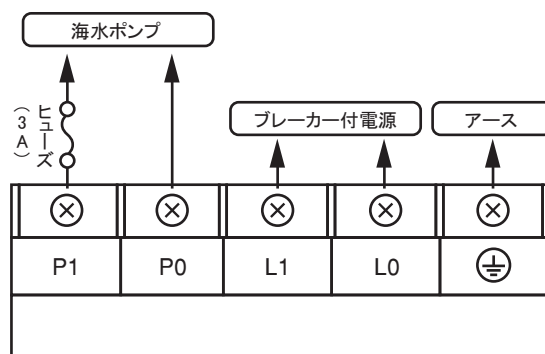 海水ポンプ
ヒューズ
（3A）
ブレーカー付電源
アース
P1
P0
L1
L0